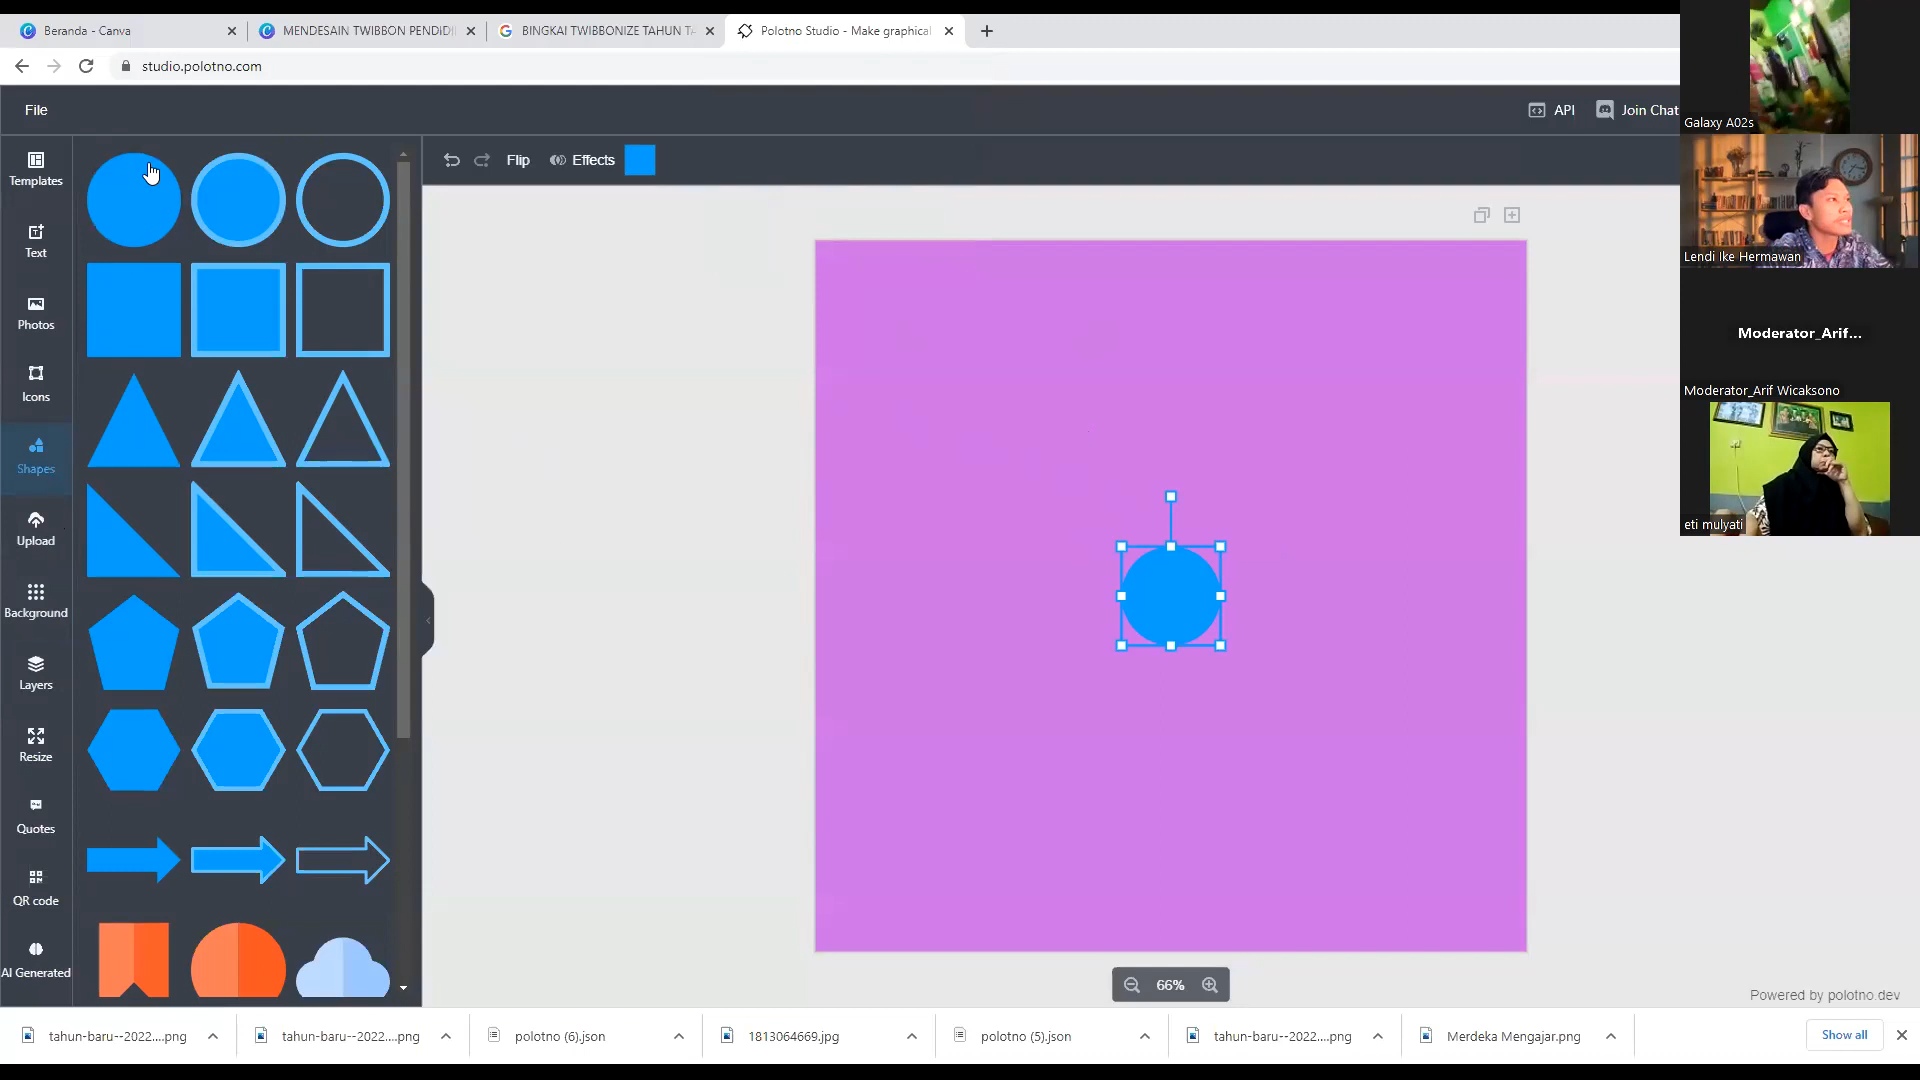 Beranda - Canva
MENDESAIN TWIBBON PENDIDI
BINGKAI TWIBBONIZE TAHUN TA
Polotno Studio - Make graphical
studio.polotno.com
File
API
Join Chat
Templates
Text
Photos
Icons
Shapes
Upload
Background
Layers
Resize
Quotes
QR code
AI Generated
Flip
Effects
66%
Powered by polotno.dev
Galaxy A02s
Lendi Ike Hermawan
Moderator_Arif...
Moderator_Arif Wicaksono
eti mulyati
tahun-baru--2022....png
tahun-baru--2022....png
polotno (6).json
1813064669.jpg
polotno (5).json
tahun-baru--2022....png
Merdeka Mengajar.png
Show all